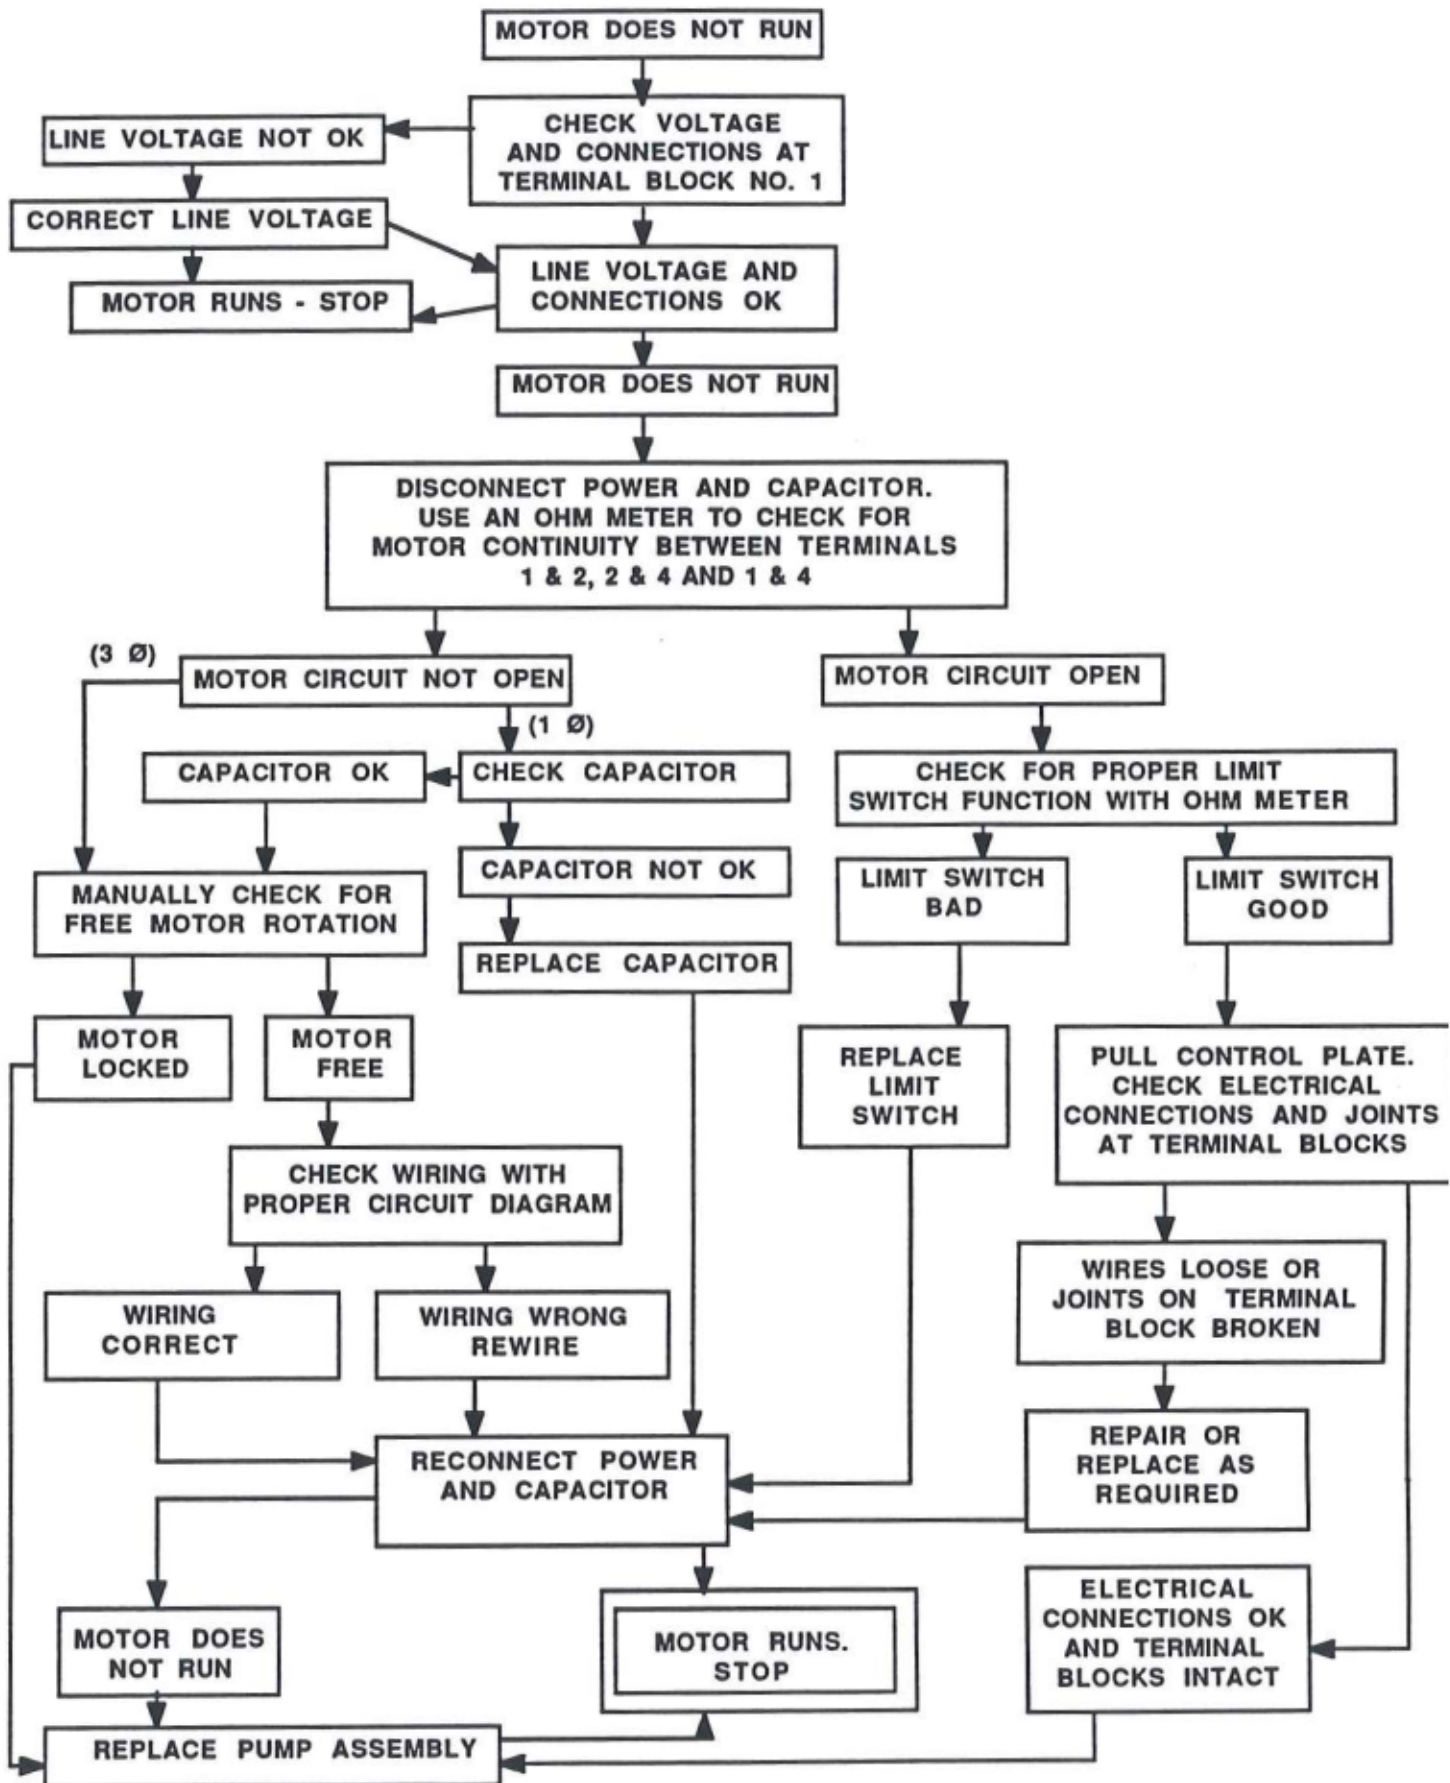 MOTOR DOES NOT RUN
CHECK VOLTAGE
AND CONNECTIONS AT
TERMINAL BLOCK NO. 1
LINE VOLTAGE NOT OK
CORRECT LINE VOLTAGE
LINE VOLTAGE AND
CONNECTIONS OK
MOTOR RUNS - STOP
MOTOR DOES NOT RUN
DISCONNECT POWER AND CAPACITOR.
USE AN OHM METER TO CHECK FOR
MOTOR CONTINUITY BETWEEN TERMINALS
1 & 2, 2 & 4 AND 1 & 4
(3 Ø)
MOTOR CIRCUIT NOT OPEN
MOTOR CIRCUIT OPEN
(1 Ø)
CAPACITOR OK
CHECK CAPACITOR
CHECK FOR PROPER LIMIT
SWITCH FUNCTION WITH OHM METER
CAPACITOR NOT OK
LIMIT SWITCH
BAD
LIMIT SWITCH
GOOD
MANUALLY CHECK FOR
FREE MOTOR ROTATION
REPLACE CAPACITOR
MOTOR
LOCKED
MOTOR
FREE
REPLACE
LIMIT
SWITCH
PULL CONTROL PLATE.
CHECK ELECTRICAL
CONNECTIONS AND JOINTS
AT TERMINAL BLOCKS
CHECK WIRING WITH
PROPER CIRCUIT DIAGRAM
WIRES LOOSE OR
JOINTS ON TERMINAL
BLOCK BROKEN
WIRING
CORRECT
WIRING WRONG
REWIRE
RECONNECT POWER
AND CAPACITOR
REPAIR OR
REPLACE AS
REQUIRED
ELECTRICAL
CONNECTIONS OK
AND TERMINAL
BLOCKS INTACT
MOTOR DOES
NOT RUN
MOTOR RUNS.
STOP
REPLACE PUMP ASSEMBLY